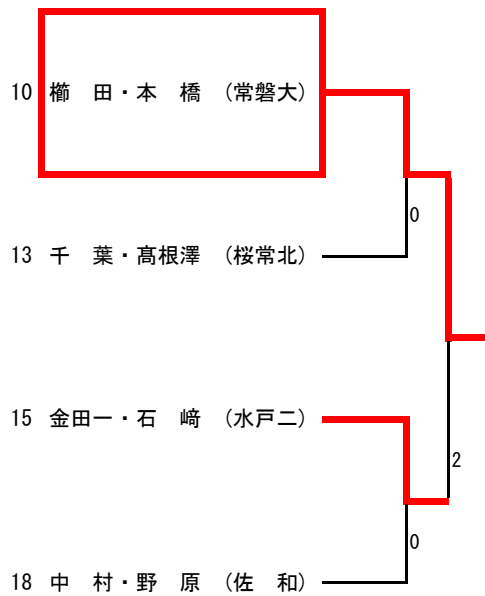 10 櫛　田・本　橋　（常磐大）
0
13 千　葉・髙根澤　（桜常北）
15 金田一・石　﨑　（水戸二）
2
0
18 中　村・野　原　（佐　和）